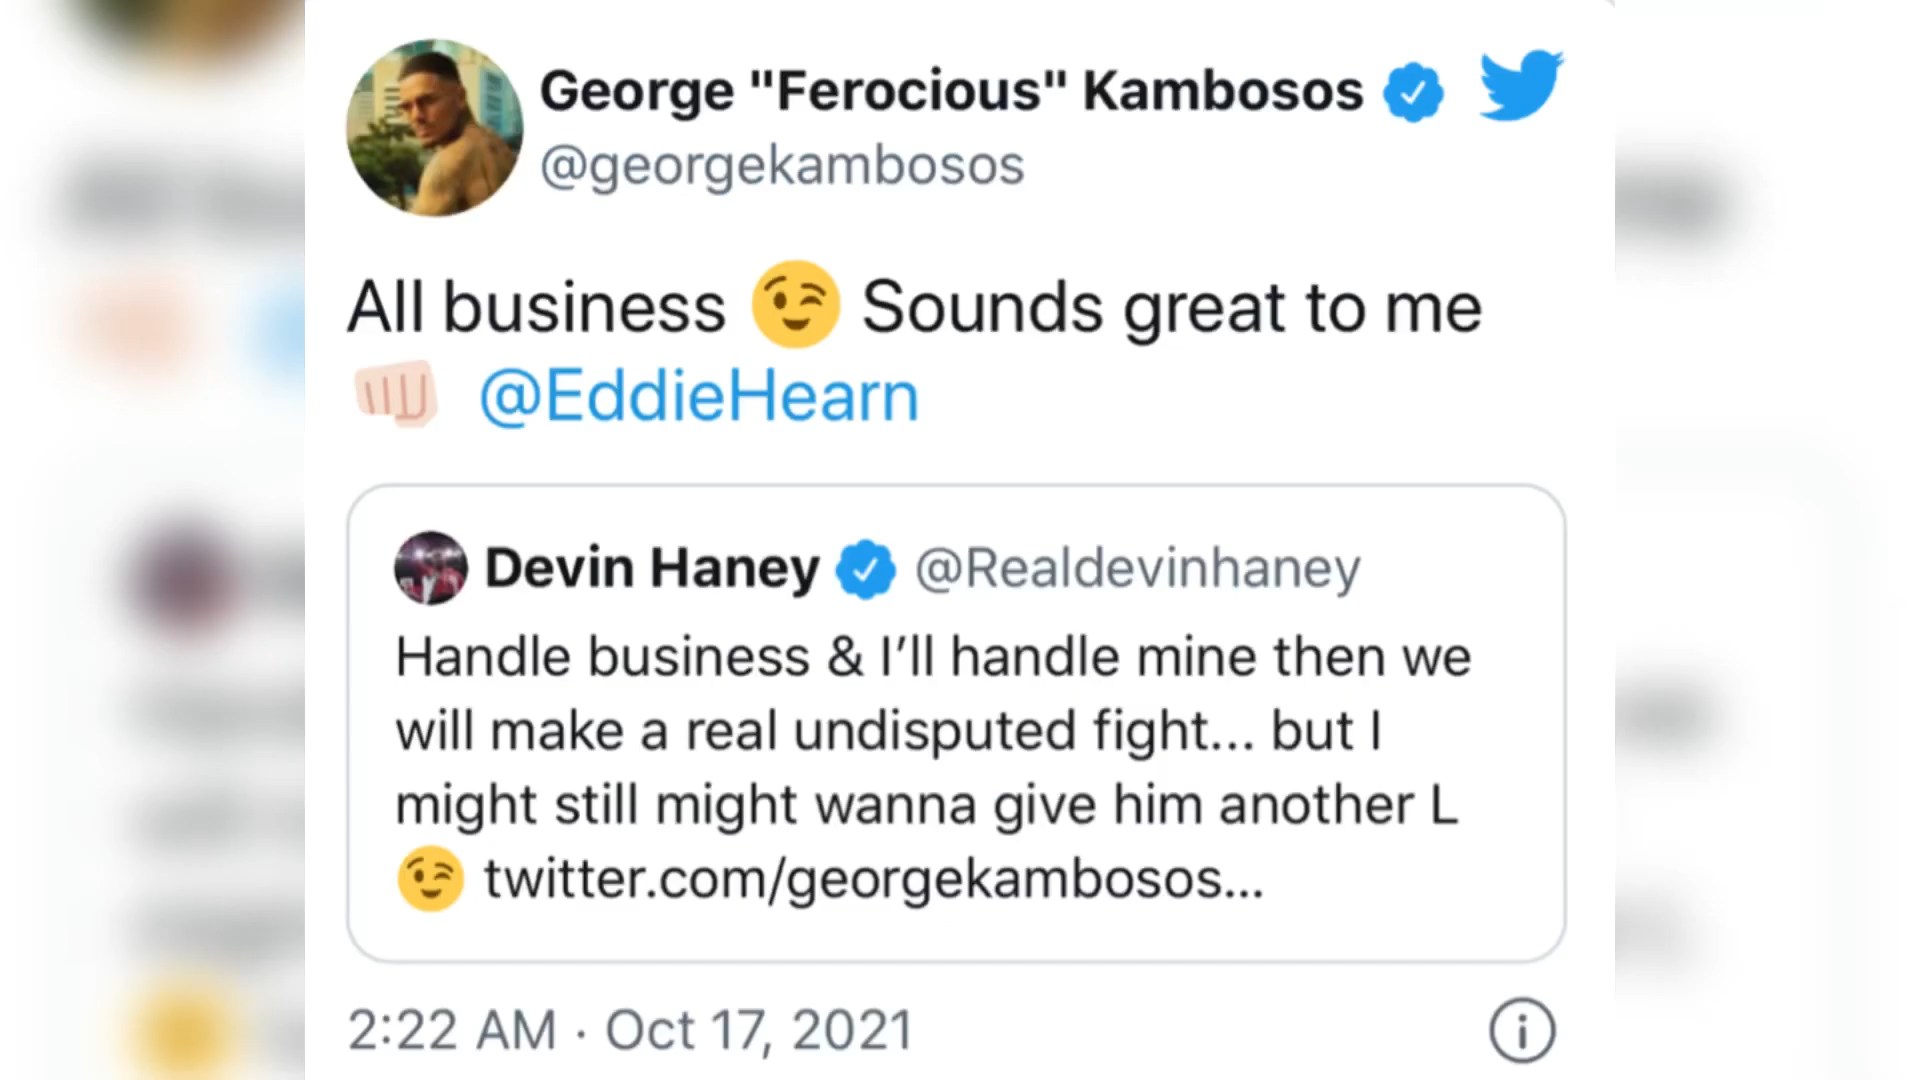 George "Ferocious" Kambosos
@georgekambosos
All business 😉 Sounds great to me
👊🏻 @EddieHearn
Devin Haney @Realdevinhaney
Handle business & I’ll handle mine then we
will make a real undisputed fight... but I
might still might wanna give him another L
😉 twitter.com/georgekambosos...
2:22 AM · Oct 17, 2021